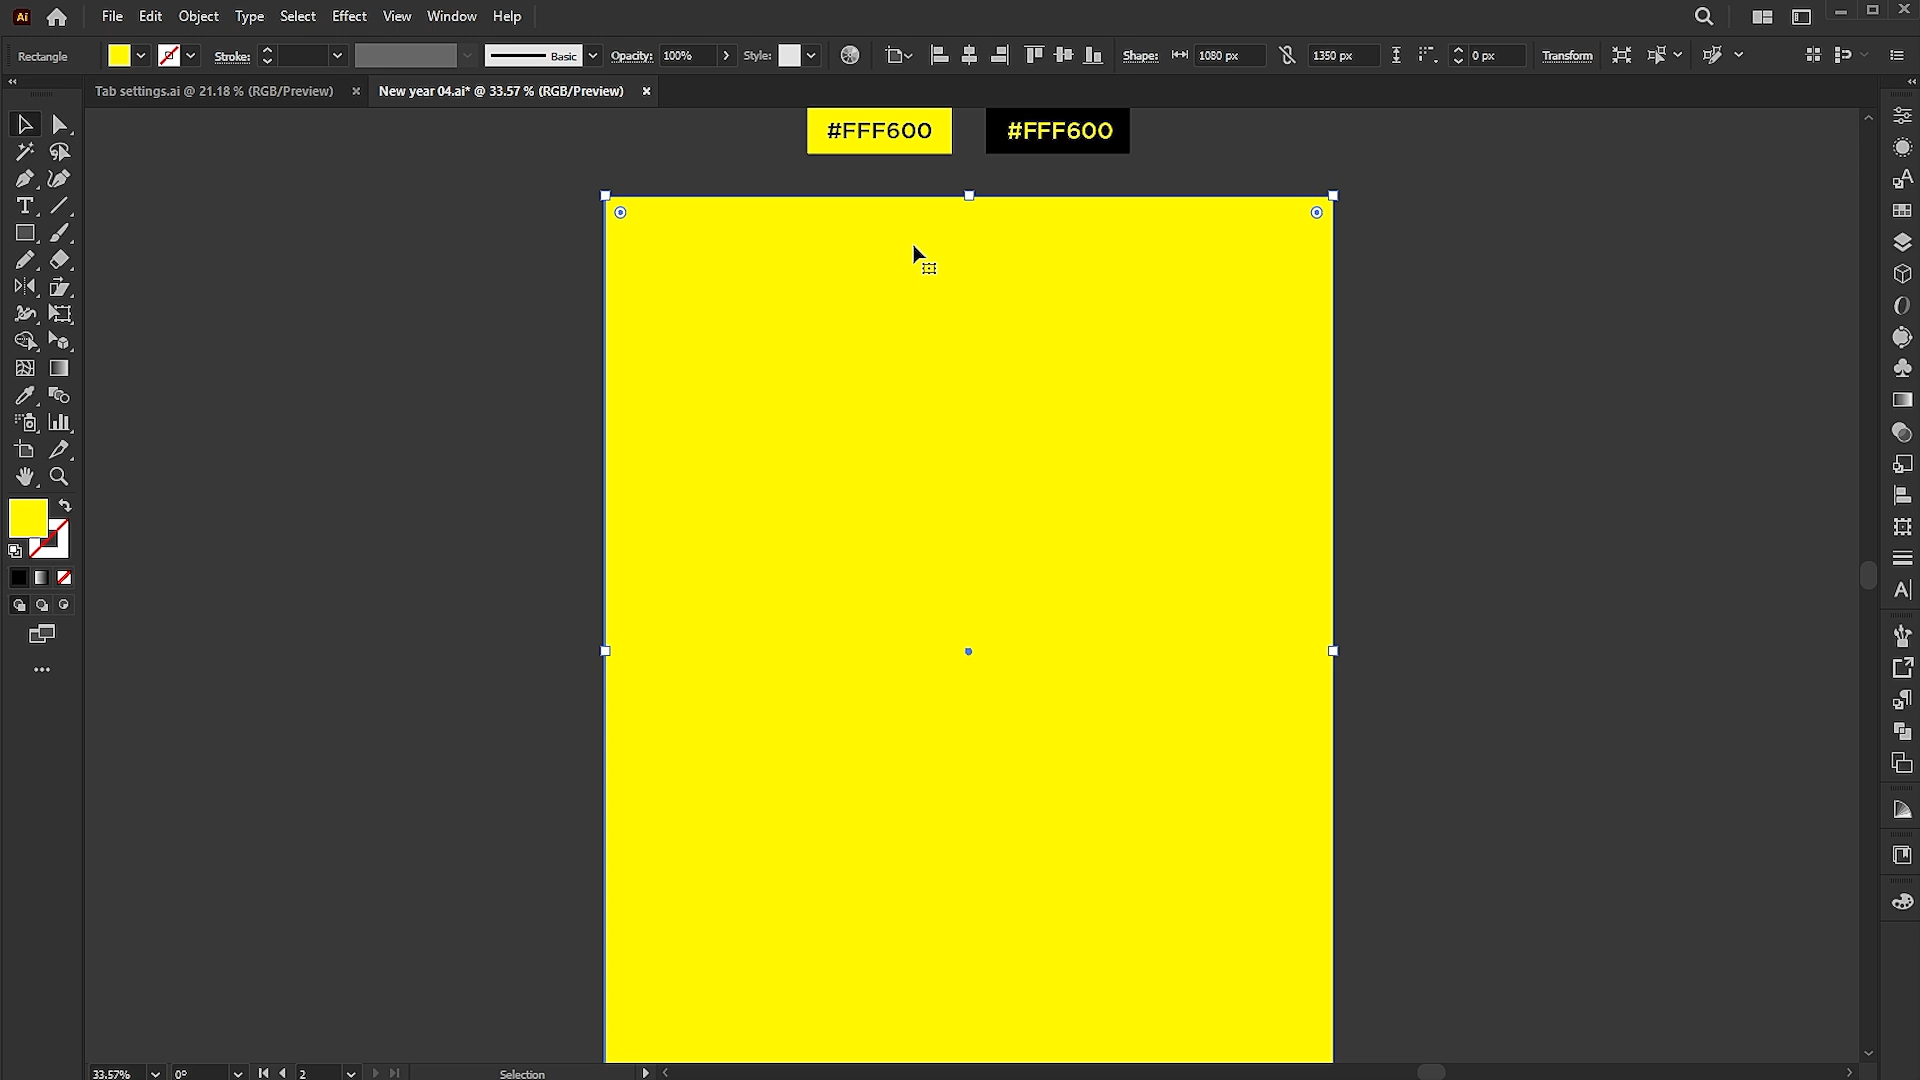 Ai File Edit Object Type Select Effect View Window Help
Rectangle Stroke: Basic Opacity: 100% Style: Shape: 1080 px 1350 px 0 px Transform
Tab settings.ai @ 21.18 % (RGB/Preview) × New year 04.ai* @ 33.57 % (RGB/Preview) ×
#FFF600 #FFF600
33.57% 0° 2 Selection